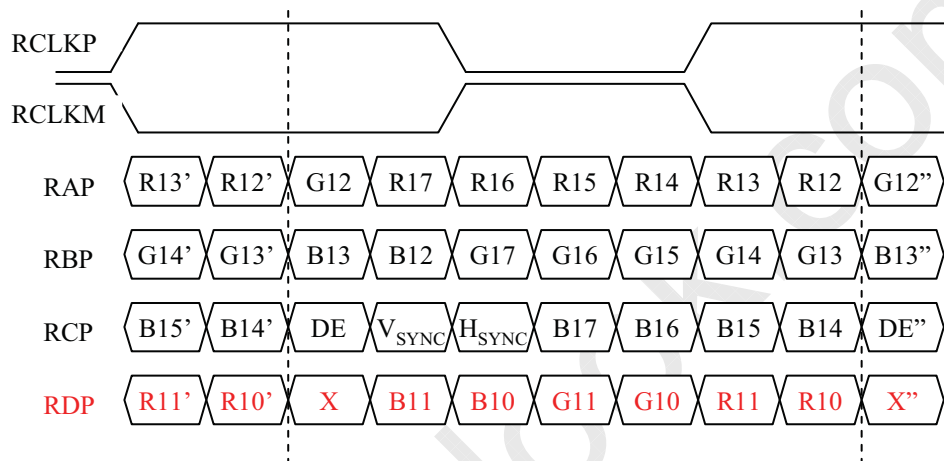 RCLKP
RCLKM
RAP R13’ R12’ G12 R17 R16 R15 R14 R13 R12 G12”
RBP G14’ G13’ B13 B12 G17 G16 G15 G14 G13 B13”
RCP B15’ B14’ DE VSYNC HSYNC B17 B16 B15 B14 DE”
RDP R11’ R10’ X B11 B10 G11 G10 R11 R10 X”